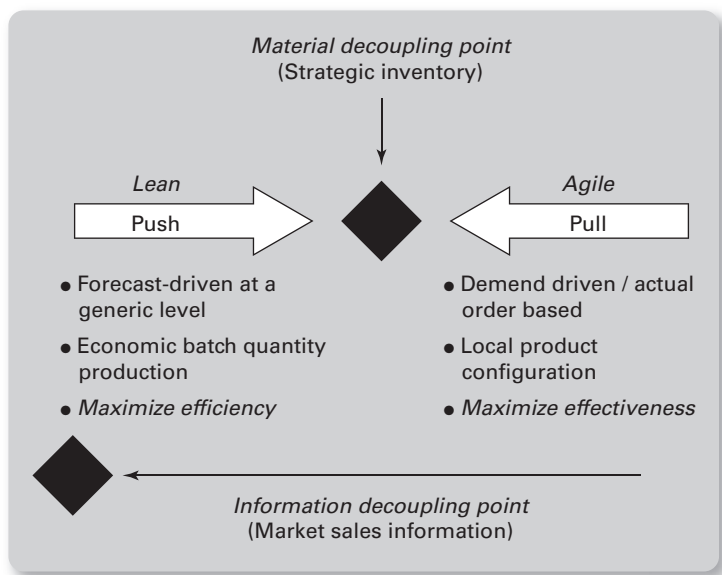 Material decoupling point
(Strategic inventory)
Lean
Push
Agile
Pull
● Forecast-driven at a
generic level
● Economic batch quantity
production
● Maximize efficiency
● Demend driven / actual
order based
● Local product
configuration
● Maximize effectiveness
Information decoupling point
(Market sales information)